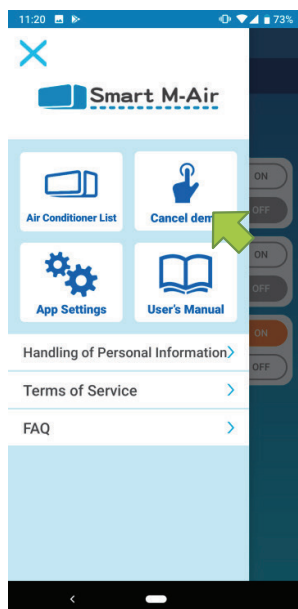 11:20
73%
Smart M-Air
Air Conditioner List
Cancel dem
App Settings
User's Manual
Handling of Personal Information
Terms of Service
FAQ
ON
OFF
ON
OFF
ON
OFF